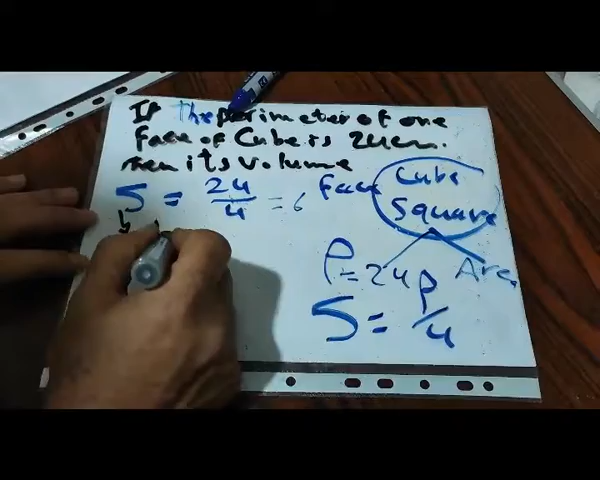 If the perimeter of one
face of Cube is 24cm.
then its volume
S = 24/4 = 6
face Cube
Square
P = 24 Area
S = P/4